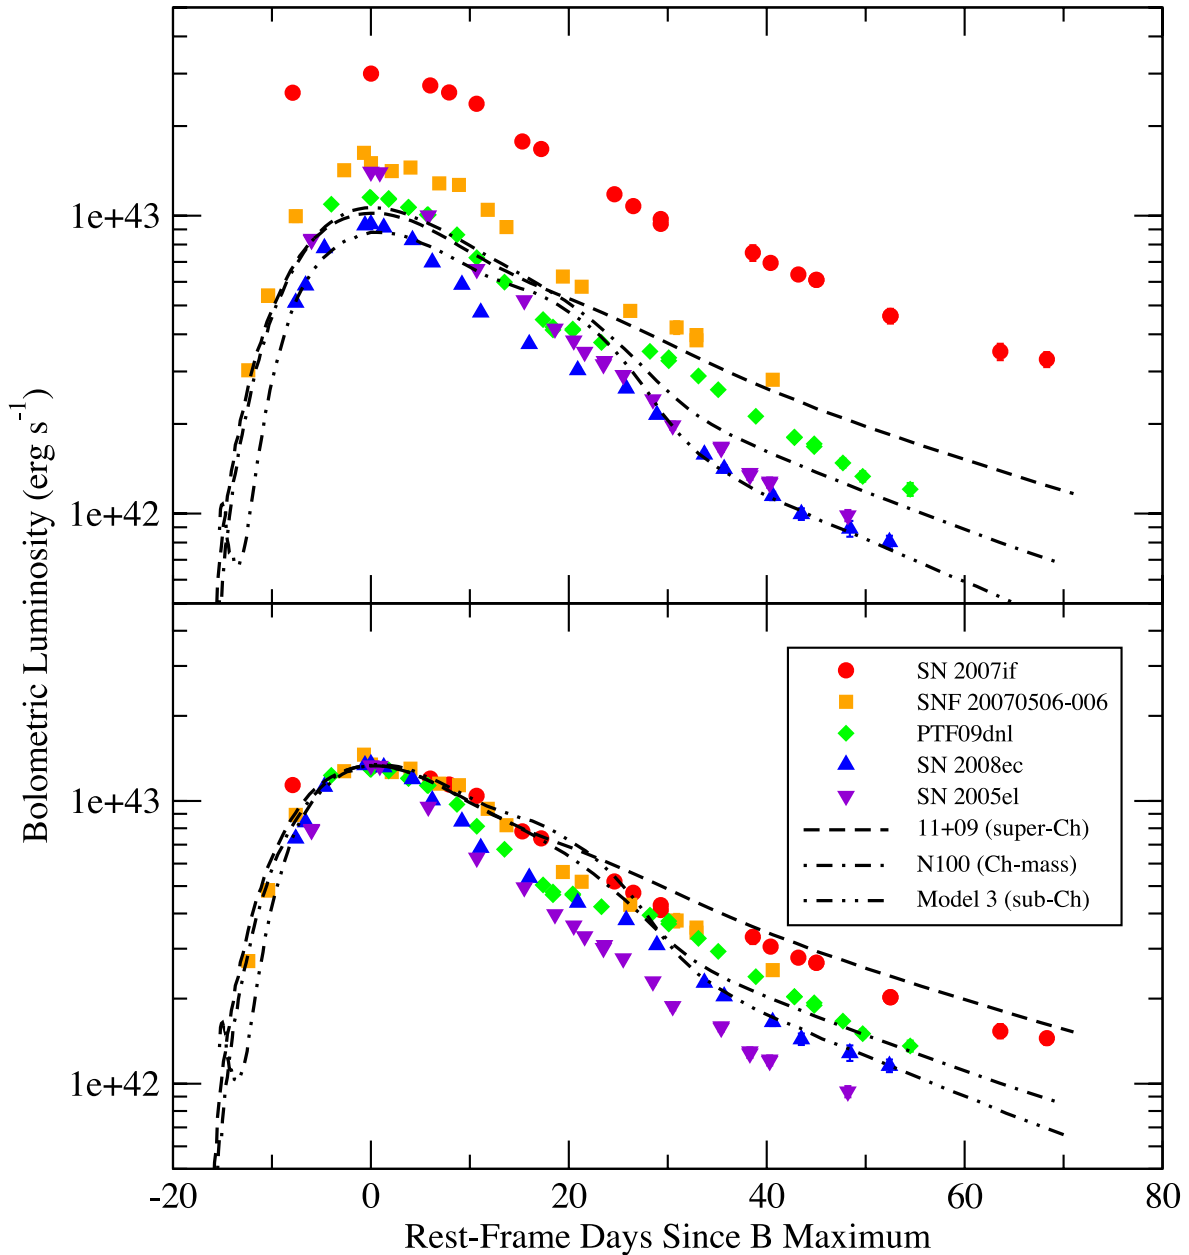 1e+43
1e+42
1e+43
1e+42
Bolometric Luminosity (erg s⁻¹)
SN 2007if
SNF 20070506-006
PTF09dnl
SN 2008ec
SN 2005el
11+09 (super-Ch)
N100 (Ch-mass)
Model 3 (sub-Ch)
-20 0 20 40 60 80
Rest-Frame Days Since B Maximum